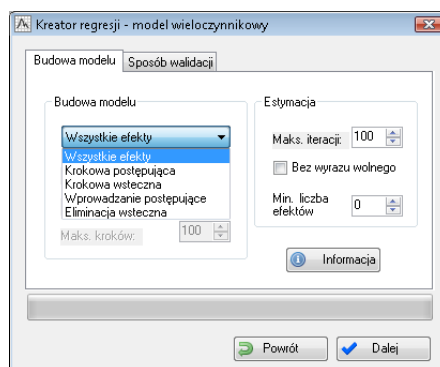 Kreator regresji - model wieloczynnikowy
Budowa modelu
Sposób walidacji
Budowa modelu
Wszystkie efekty
Wszystkie efekty
Krokowa postępująca
Krokowa wsteczna
Wprowadzanie postępujące
Eliminacja wsteczna
Maks. kroków: 100
Estymacja
Maks. iteracji: 100
Bez wyrazu wolnego
Min. liczba
efektów 0
Informacja
Powrót
Dalej